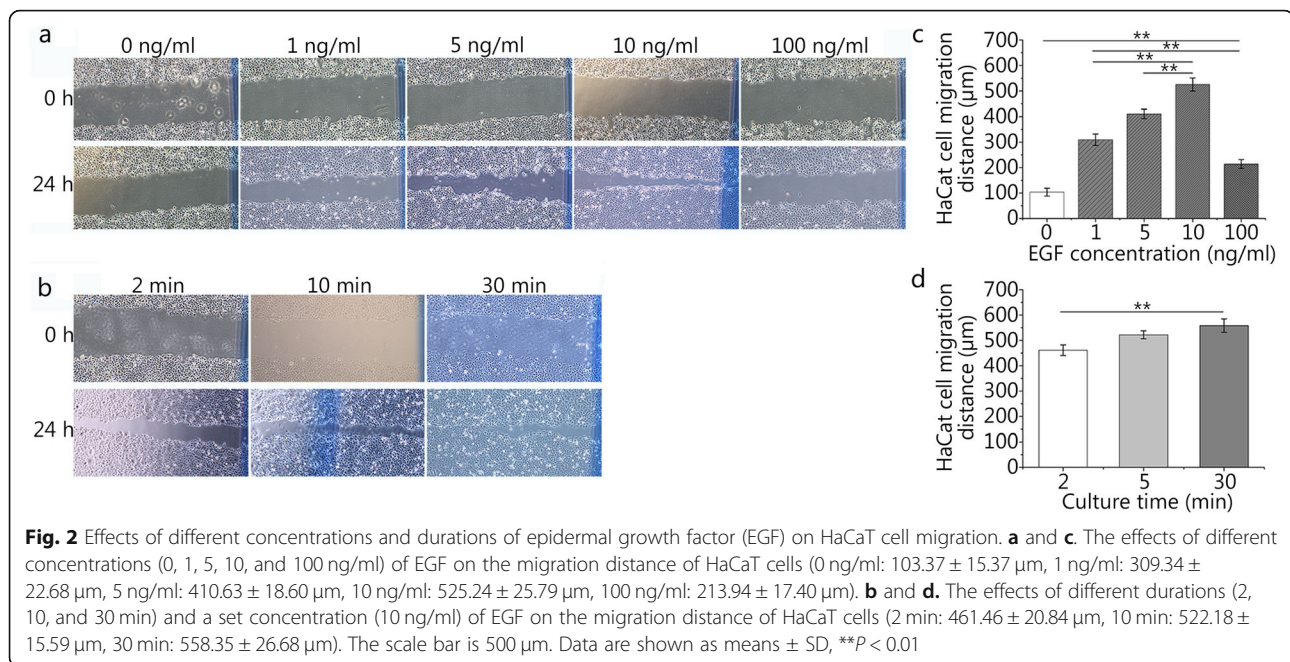 a
0 ng/ml 1 ng/ml 5 ng/ml 10 ng/ml 100 ng/ml
0 h
24 h
b
2 min 10 min 30 min
0 h
24 h
c
HaCat cell migration
distance (μm)
700
600
500
400
300
200
100
0
**
**
**
**
0 1 5 10 100
EGF concentration (ng/ml)
d
HaCat cell migration
distance (μm)
700
600
500
400
300
200
100
0
**
2 5 30
Culture time (min)
Fig. 2 Effects of different concentrations and durations of epidermal growth factor (EGF) on HaCaT cell migration. a and c. The effects of different
concentrations (0, 1, 5, 10, and 100 ng/ml) of EGF on the migration distance of HaCaT cells (0 ng/ml: 103.37 ± 15.37 μm, 1 ng/ml: 309.34 ±
22.68 μm, 5 ng/ml: 410.63 ± 18.60 μm, 10 ng/ml: 525.24 ± 25.79 μm, 100 ng/ml: 213.94 ± 17.40 μm). b and d. The effects of different durations (2,
10, and 30 min) and a set concentration (10 ng/ml) of EGF on the migration distance of HaCaT cells (2 min: 461.46 ± 20.84 μm, 10 min: 522.18 ±
15.59 μm, 30 min: 558.35 ± 26.68 μm). The scale bar is 500 μm. Data are shown as means ± SD, **P < 0.01